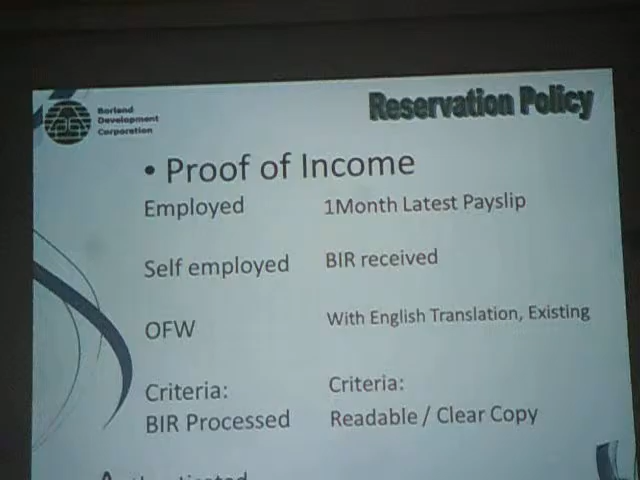 Borland
Development
Corporation
Reservation Policy
• Proof of Income
Employed 1Month Latest Payslip
Self employed BIR received
OFW With English Translation, Existing
Criteria: Criteria:
BIR Processed Readable / Clear Copy